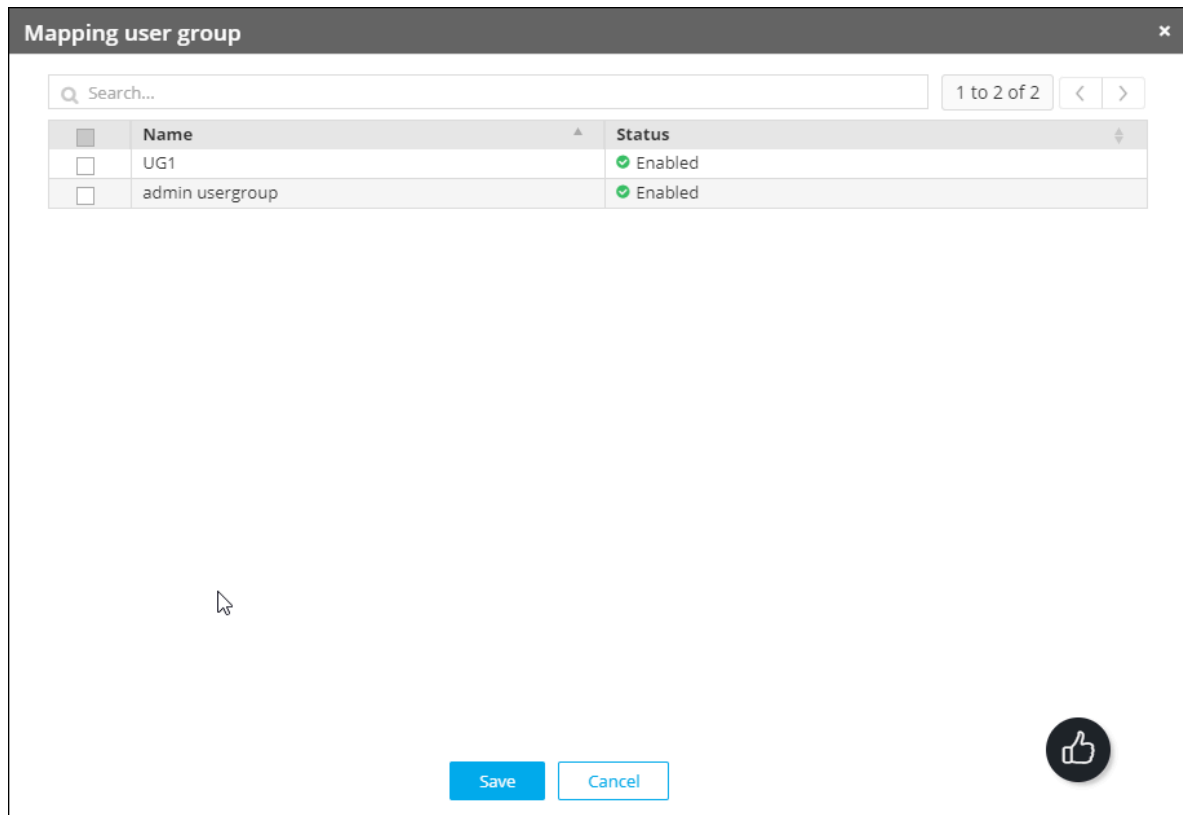 Mapping user group
Search...
1 to 2 of 2
Name Status
UG1 Enabled
admin usergroup Enabled
Save Cancel